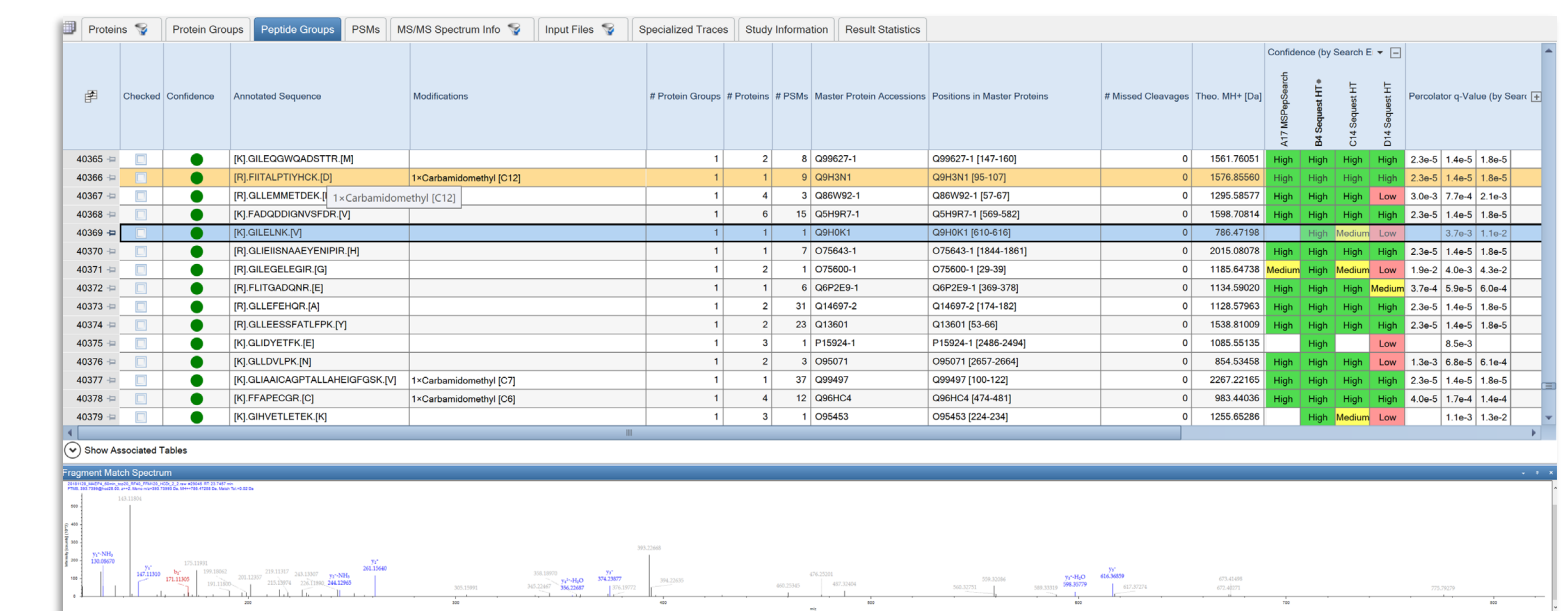 Proteins Protein Groups Peptide Groups PSMs MS/MS Spectrum Info Input Files Specialized Traces Study Information Result Statistics
Confidence (by Search E
Checked Confidence Annotated Sequence Modifications # Protein Groups # Proteins # PSMs Master Protein Accessions Positions in Master Proteins # Missed Cleavages Theo. MH+ [Da] A17 MSPepSearch B4 Sequest HT C14 Sequest HT D14 Sequest HT Percolator q-Value (by Searc
40365 [K].GILEQGWQADSTTR.[M] 1 2 8 Q99627-1 Q99627-1 [147-160] 0 1561.76051 High High High High 2.3e-5 1.4e-5 1.8e-5
40366 [R].FIITALPTIYHCK.[D] 1×Carbamidomethyl [C12] 1 1 9 Q9H3N1 Q9H3N1 [95-107] 0 1576.85560 High High High High 2.3e-5 1.4e-5 1.8e-5
40367 [R].GLLEMMETDEK.[ 1×Carbamidomethyl [C12] 1 4 3 Q86W92-1 Q86W92-1 [57-67] 0 1295.58577 High High High Low 3.0e-3 7.7e-4 2.1e-3
40368 [K].FADQDDIGNVSFDR.[V] 1 6 15 Q5H9R7-1 Q5H9R7-1 [569-582] 0 1598.70814 High High High High 2.3e-5 1.4e-5 1.8e-5
40369 [K].GILELNK.[V] 1 1 1 Q9H0K1 Q9H0K1 [610-616] 0 786.47198 High Medium Low 3.7e-3 1.1e-2
40370 [K].GLIEIISNAAEYENIPIR.[H] 1 1 7 O75643-1 O75643-1 [1844-1861] 0 2015.08078 High High High High 2.3e-5 1.4e-5 1.8e-5
40371 [R].GILEGELEGIR.[G] 1 2 1 O75600-1 O75600-1 [29-39] 0 1185.64738 Medium High Medium Low 1.9e-2 4.0e-3 4.3e-2
40372 [R].FLITGADQNR.[E] 1 1 6 Q6P2E9-1 Q6P2E9-1 [369-378] 0 1134.59020 High High High Medium 3.7e-4 5.9e-5 6.0e-4
40373 [R].GLLEFEHQR.[A] 1 2 31 Q14697-2 Q14697-2 [174-182] 0 1128.57963 High High High High 2.3e-5 1.4e-5 1.8e-5
40374 [R].GLLEESSFATLFPK.[Y] 1 2 23 Q13601 Q13601 [53-66] 0 1538.81009 High High High High 2.3e-5 1.4e-5 1.8e-5
40375 [K].GLIDYETFK.[E] 1 3 1 P15924-1 P15924-1 [2486-2494] 0 1085.55135 High Low 8.5e-3
40376 [K].GLLDVLPK.[N] 1 2 3 O95071 O95071 [2657-2664] 0 854.53458 High High High High 1.3e-3 6.8e-5 6.1e-4
40377 [K].GLIAAICAGPTALLAHEIGFGSK.[V] 1×Carbamidomethyl [C7] 1 1 37 Q99497 Q99497 [100-122] 0 2267.22165 High High High High 2.3e-5 1.4e-5 1.8e-5
40378 [K].FFAPECGR.[C] 1×Carbamidomethyl [C6] 1 4 12 Q96HC4 Q96HC4 [474-481] 0 983.44036 High High High High 4.0e-5 1.7e-4 1.4e-4
40379 [K].GIHVETLETEK.[K] 1 3 1 O95453 O95453 [224-234] 0 1255.65286 High Medium Low 1.1e-3 1.3e-2
Show Associated Tables
Fragment Match Spectrum